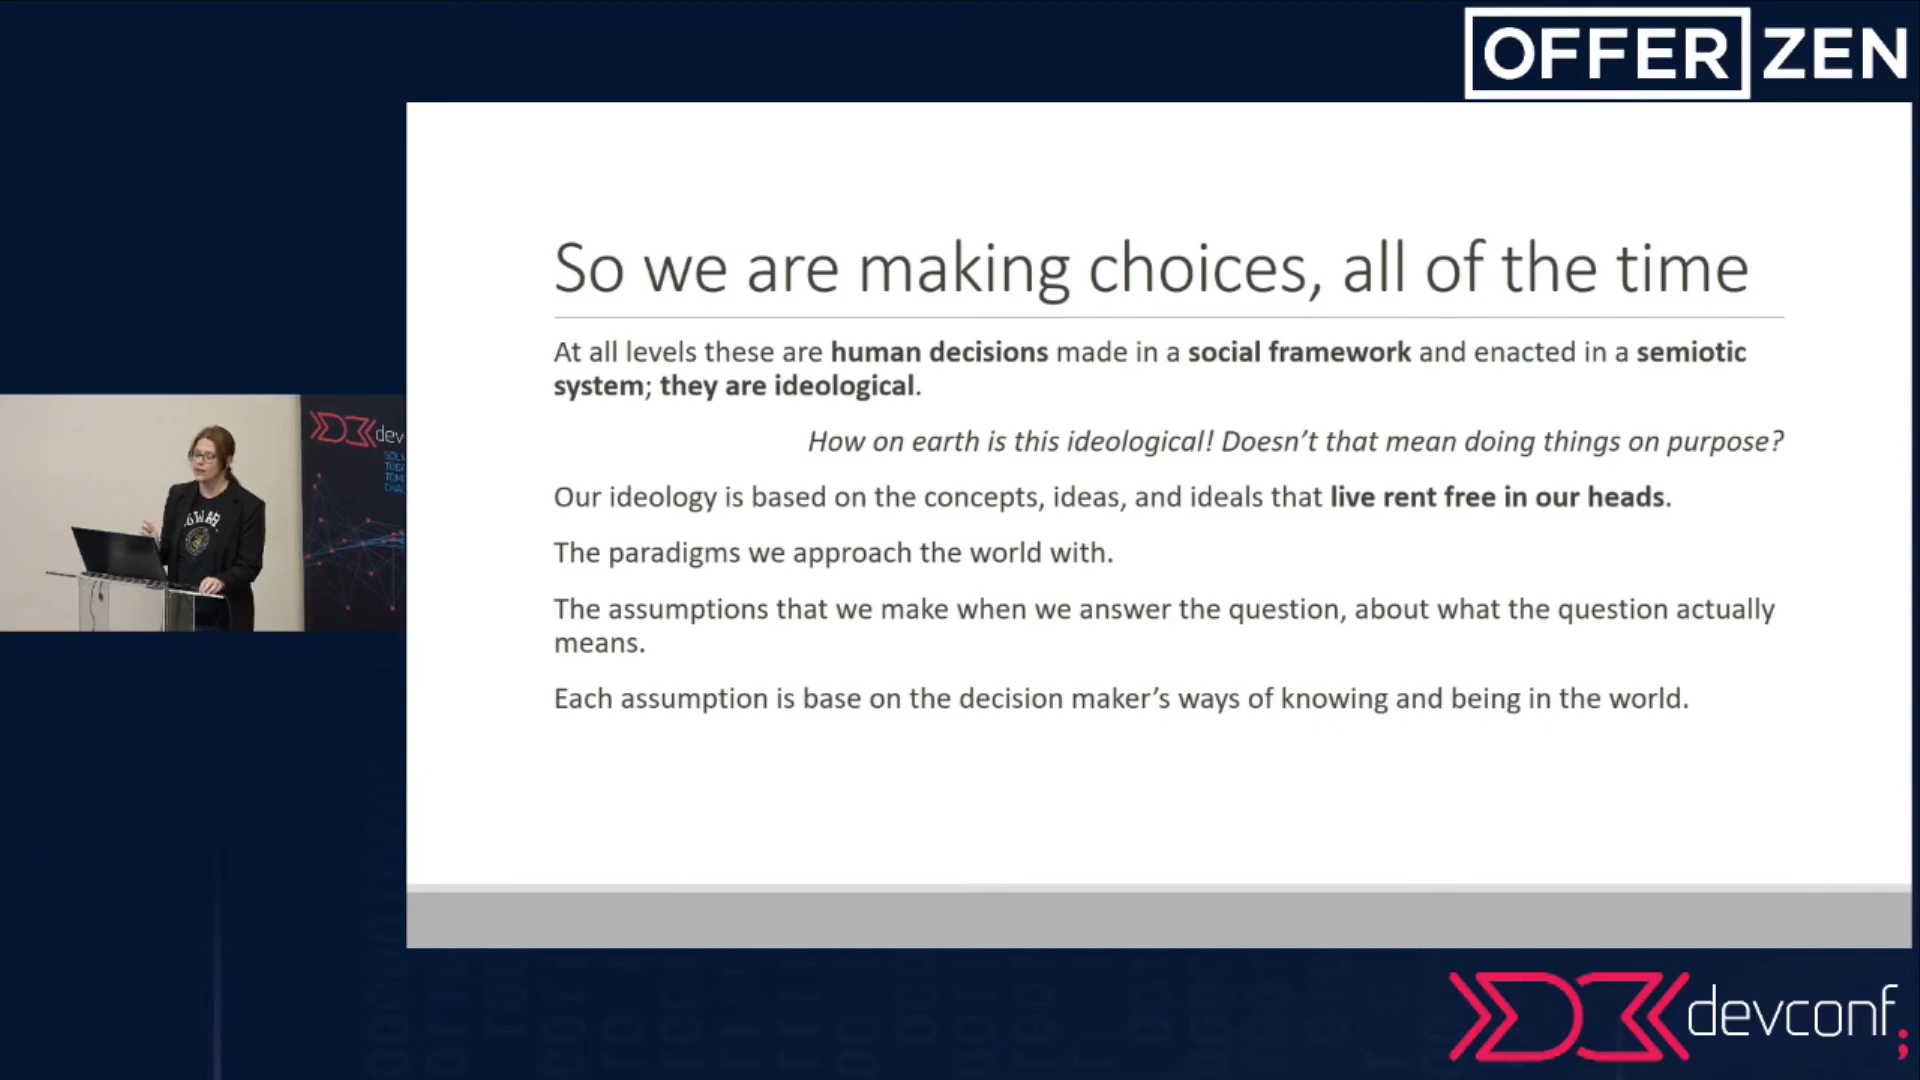 OFFER ZEN
So we are making choices, all of the time
At all levels these are human decisions made in a social framework and enacted in a semiotic
system; they are ideological.
How on earth is this ideological! Doesn't that mean doing things on purpose?
Our ideology is based on the concepts, ideas, and ideals that live rent free in our heads.
The paradigms we approach the world with.
The assumptions that we make when we answer the question, about what the question actually
means.
Each assumption is base on the decision maker's ways of knowing and being in the world.
dev
devconf;